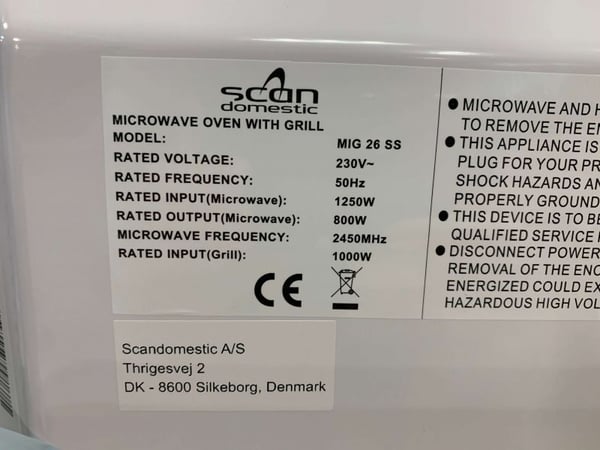 scan
domestic
MICROWAVE OVEN WITH GRILL
MODEL: MIG 26 SS
RATED VOLTAGE: 230V~
RATED FREQUENCY: 50Hz
RATED INPUT(Microwave): 1250W
RATED OUTPUT(Microwave): 800W
MICROWAVE FREQUENCY: 2450MHz
RATED INPUT(Grill): 1000W
CE
Scandomestic A/S
Thrigesvej 2
DK - 8600 Silkeborg, Denmark
● MICROWAVE AND
TO REMOVE THE
● THIS APPLIANCE IS
PLUG FOR YOUR
SHOCK HAZARDS
PROPERLY
● THIS DEVICE IS TO
QUALIFIED SERVICE
● DISCONNECT POWER
REMOVAL OF THE
ENERGIZED COULD
HAZARDOUS HIGH